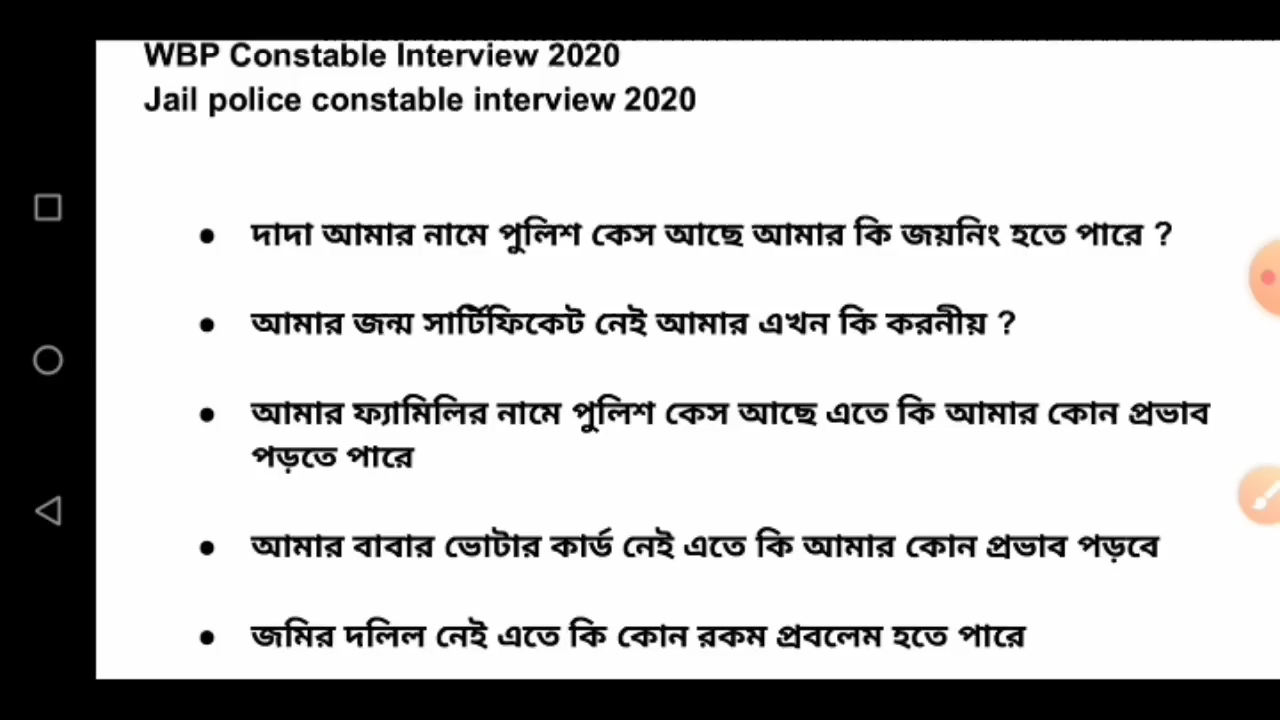 WBP Constable Interview 2020
Jail police constable interview 2020
● দাদা আমার নামে পুলিশ কেস আছে আমার কি জয়নিং হতে পারে ?
● আমার জন্ম সার্টিফিকেট নেই আমার এখন কি করনীয় ?
● আমার ফ্যামিলির নামে পুলিশ কেস আছে এতে কি আমার কোন প্রভাব
পড়তে পারে
● আমার বাবার ভোটার কার্ড নেই এতে কি আমার কোন প্রভাব পড়বে
● জমির দলিল নেই এতে কি কোন রকম প্রবলেম হতে পারে